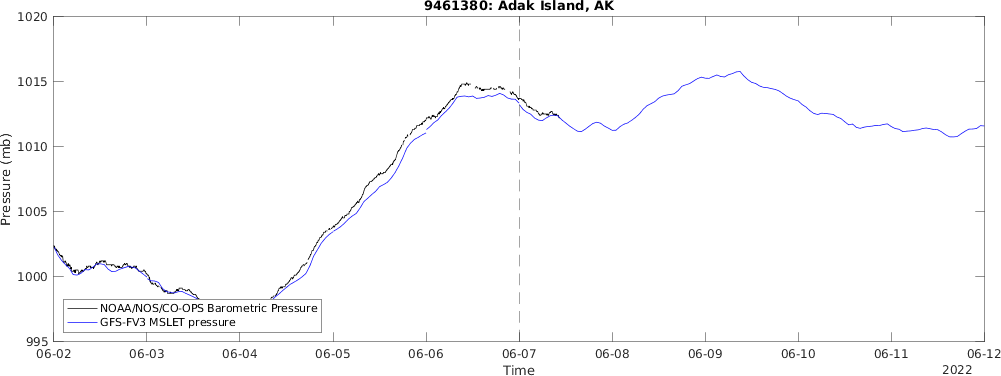 9461380: Adak Island, AK
Pressure (mb)
1020
1015
1010
1005
1000
995
NOAA/NOS/CO-OPS Barometric Pressure
GFS-FV3 MSLET pressure
06-02 06-03 06-04 06-05 06-06 06-07 06-08 06-09 06-10 06-11 06-12
Time
2022